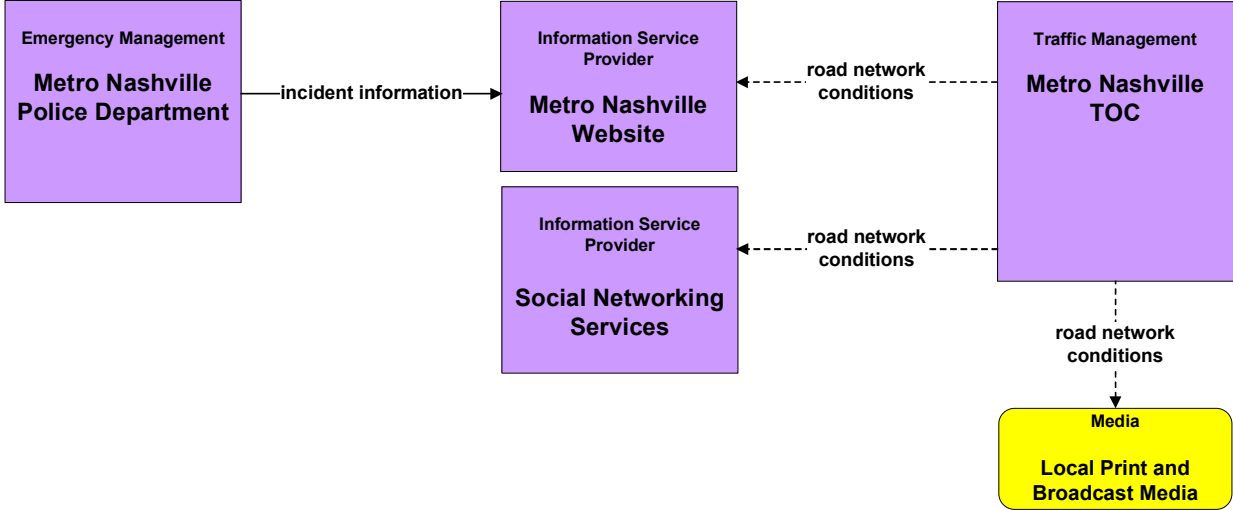 Emergency Management
Metro Nashville
Police Department
incident information
Information Service
Provider
Metro Nashville
Website
road network
conditions
Traffic Management
Metro Nashville
TOC
Information Service
Provider
Social Networking
Services
road network
conditions
road network
conditions
Media
Local Print and
Broadcast Media